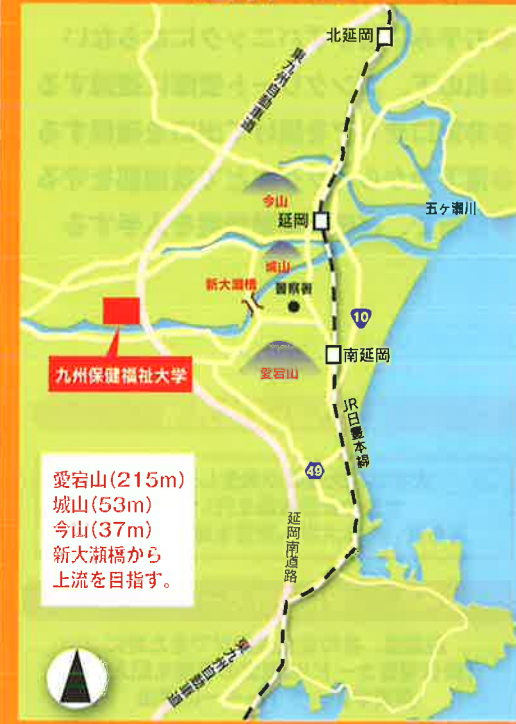 北延岡
東九州自動車道
今山
五ヶ瀬川
延岡
城山
新大瀬橋
警察署
10
九州保健福祉大学
愛宕山
南延岡
JR日豊本線
49
愛宕山(215m)
城山(53m)
今山(37m)
新大瀬橋から
上流を目指す。
延岡南道路
東九州自動車道